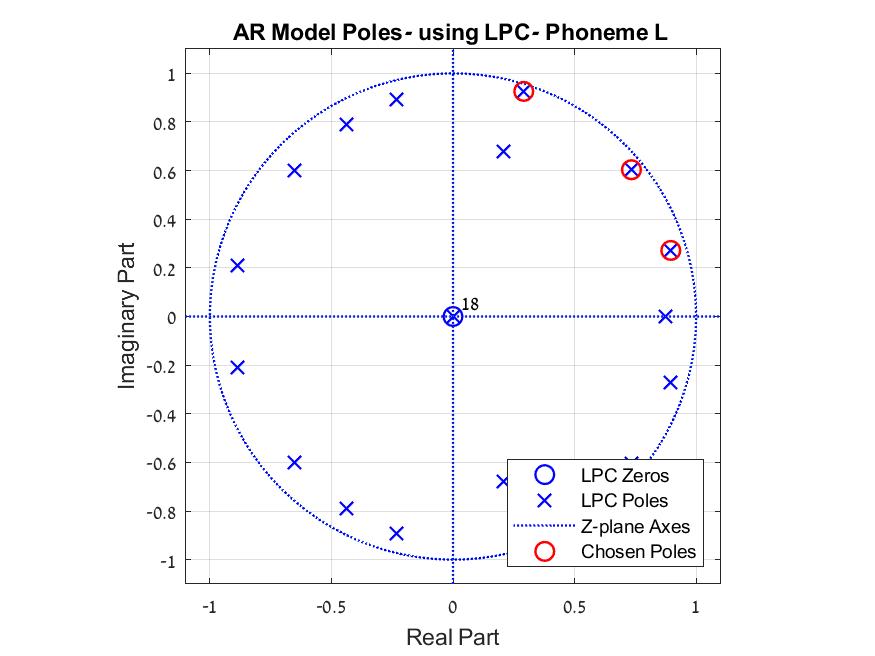 AR Model Poles- using LPC- Phoneme L
Imaginary Part
1
0.8
0.6
0.4
0.2
0
-0.2
-0.4
-0.6
-0.8
-1
18
LPC Zeros
LPC Poles
Z-plane Axes
Chosen Poles
-1 -0.5 0 0.5 1
Real Part